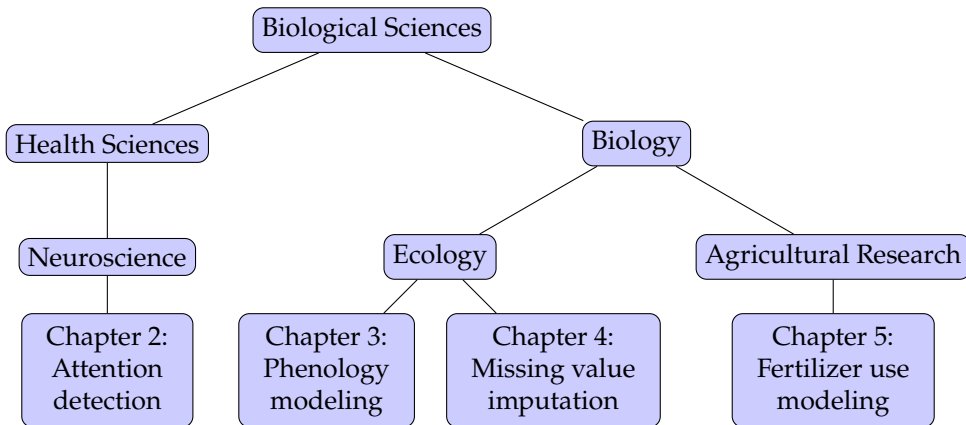 Biological Sciences
Health Sciences
Biology
Neuroscience
Ecology
Agricultural Research
Chapter 2:
Attention
detection
Chapter 3:
Phenology
modeling
Chapter 4:
Missing value
imputation
Chapter 5:
Fertilizer use
modeling